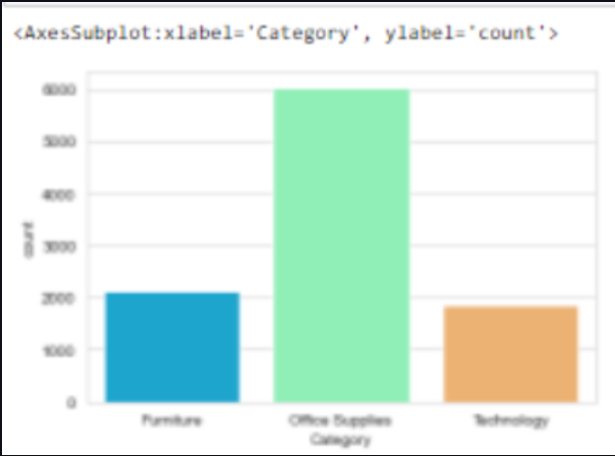 <AxesSubplot:xlabel='Category', ylabel='count'>
6000
5000
4000
3000
2000
1000
0
count
Furniture
Office Supplies
Technology
Category